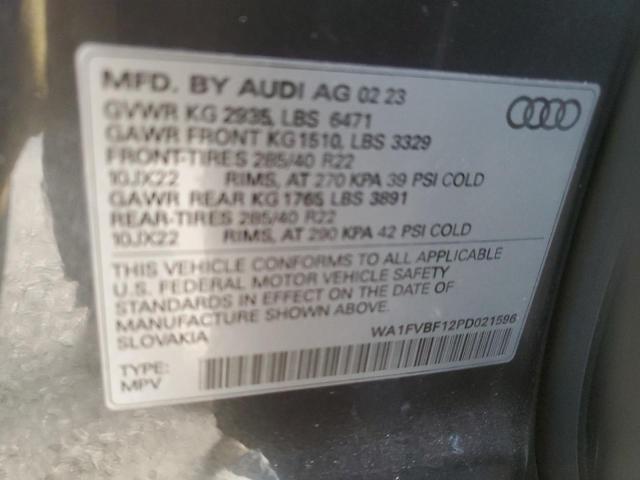 MFD. BY AUDI AG 02 23
GVWR KG 2935, LBS 6471
GAWR FRONT KG1510, LBS 3329
FRONT-TIRES 285/40 R22
10JX22 RIMS, AT 270 KPA 39 PSI COLD
GAWR REAR KG 1765 LBS 3891
REAR-TIRES 285/40 R22
10JX22 RIMS, AT 290 KPA 42 PSI COLD
THIS VEHICLE CONFORMS TO ALL APPLICABLE
U.S. FEDERAL MOTOR VEHICLE SAFETY
STANDARDS IN EFFECT ON THE DATE OF
MANUFACTURE SHOWN ABOVE.
SLOVAKIA
WA1FVBF12PD021596
TYPE:
MPV